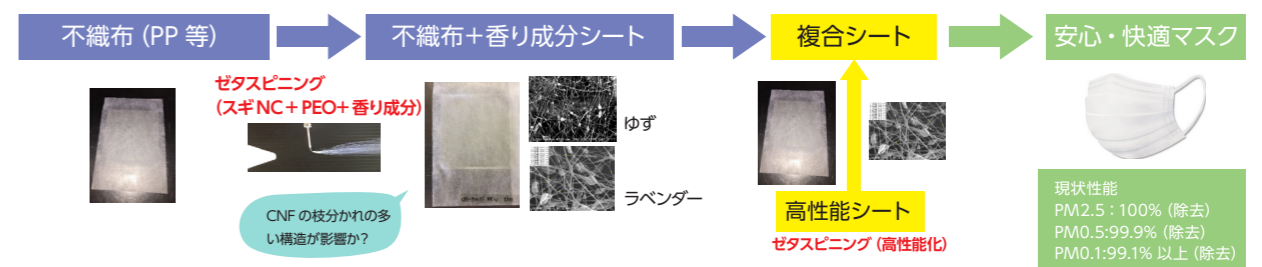 不織布（PP 等）
不織布＋香り成分シート
複合シート
安心・快適マスク
ゼタスピニング
（スギNC＋PEO＋香り成分）
ゆず
ラベンダー
CNF の枝分かれの多
い構造が影響か？
高性能シート
ゼタスピニング（高性能化）
現状性能
PM2.5：100%（除去）
PM0.5:99.9%（除去）
PM0.1:99.1% 以上（除去）